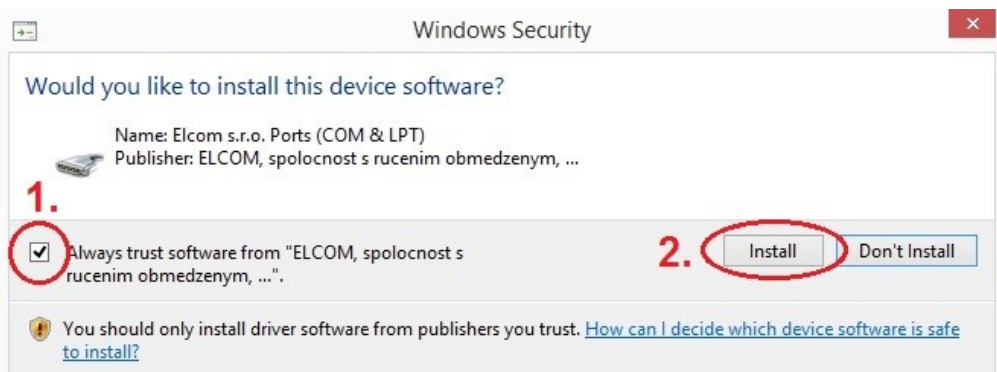 Windows Security
Would you like to install this device software?
Name: Elcom s.r.o. Ports (COM & LPT)
Publisher: ELCOM, spolocnost s rucenim obmedzenym, ...
1.
Always trust software from "ELCOM, spolocnost s
rucenim obmedzenym, ...".
2.
Install
Don't Install
You should only install driver software from publishers you trust. How can I decide which device software is safe
to install?